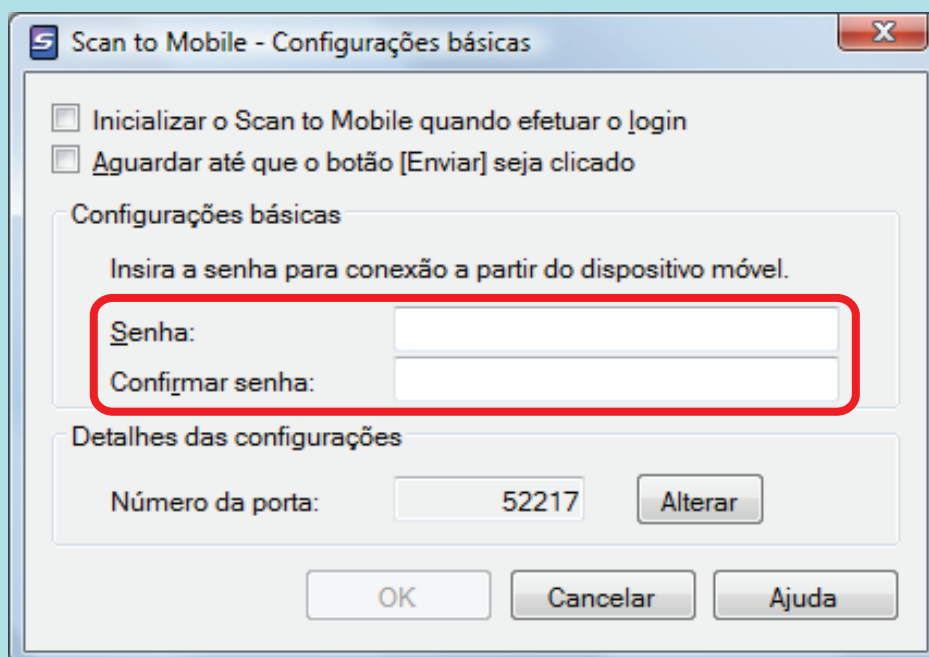 Scan to Mobile - Configurações básicas
Inicializar o Scan to Mobile quando efetuar o login
Aguardar até que o botão [Enviar] seja clicado
Configurações básicas
Insira a senha para conexão a partir do dispositivo móvel.
Senha:
Confirmar senha:
Detalhes das configurações
Número da porta: 52217 Alterar
OK Cancelar Ajuda